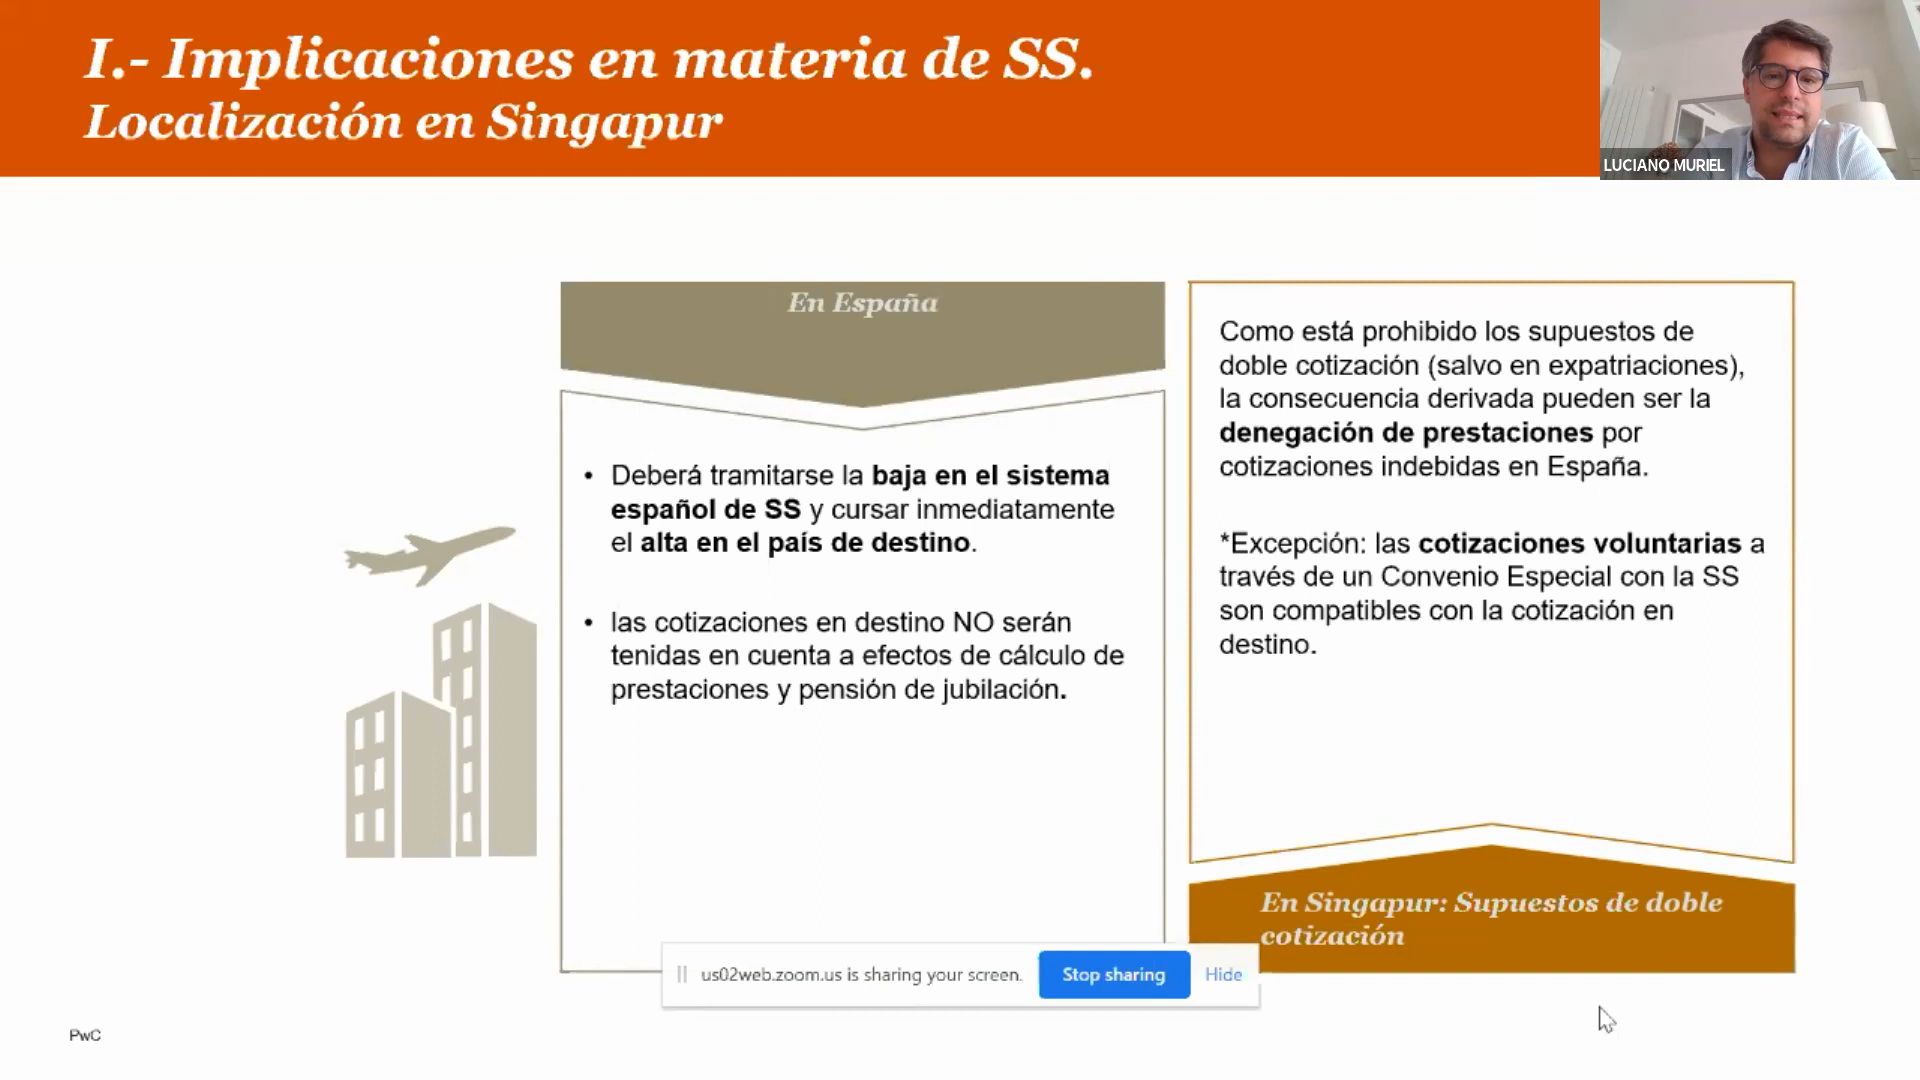 I.- Implicaciones en materia de SS.
Localización en Singapur
LUCIANO MURIEL
En España
• Deberá tramitarse la baja en el sistema
español de SS y cursar inmediatamente
el alta en el país de destino.
• las cotizaciones en destino NO serán
tenidas en cuenta a efectos de cálculo de
prestaciones y pensión de jubilación.
Como está prohibido los supuestos de
doble cotización (salvo en expatriaciones),
la consecuencia derivada pueden ser la
denegación de prestaciones por
cotizaciones indebidas en España.
*Excepción: las cotizaciones voluntarias a
través de un Convenio Especial con la SS
son compatibles con la cotización en
destino.
En Singapur: Supuestos de doble
cotización
us02web.zoom.us is sharing your screen.
Stop sharing
Hide
PwC